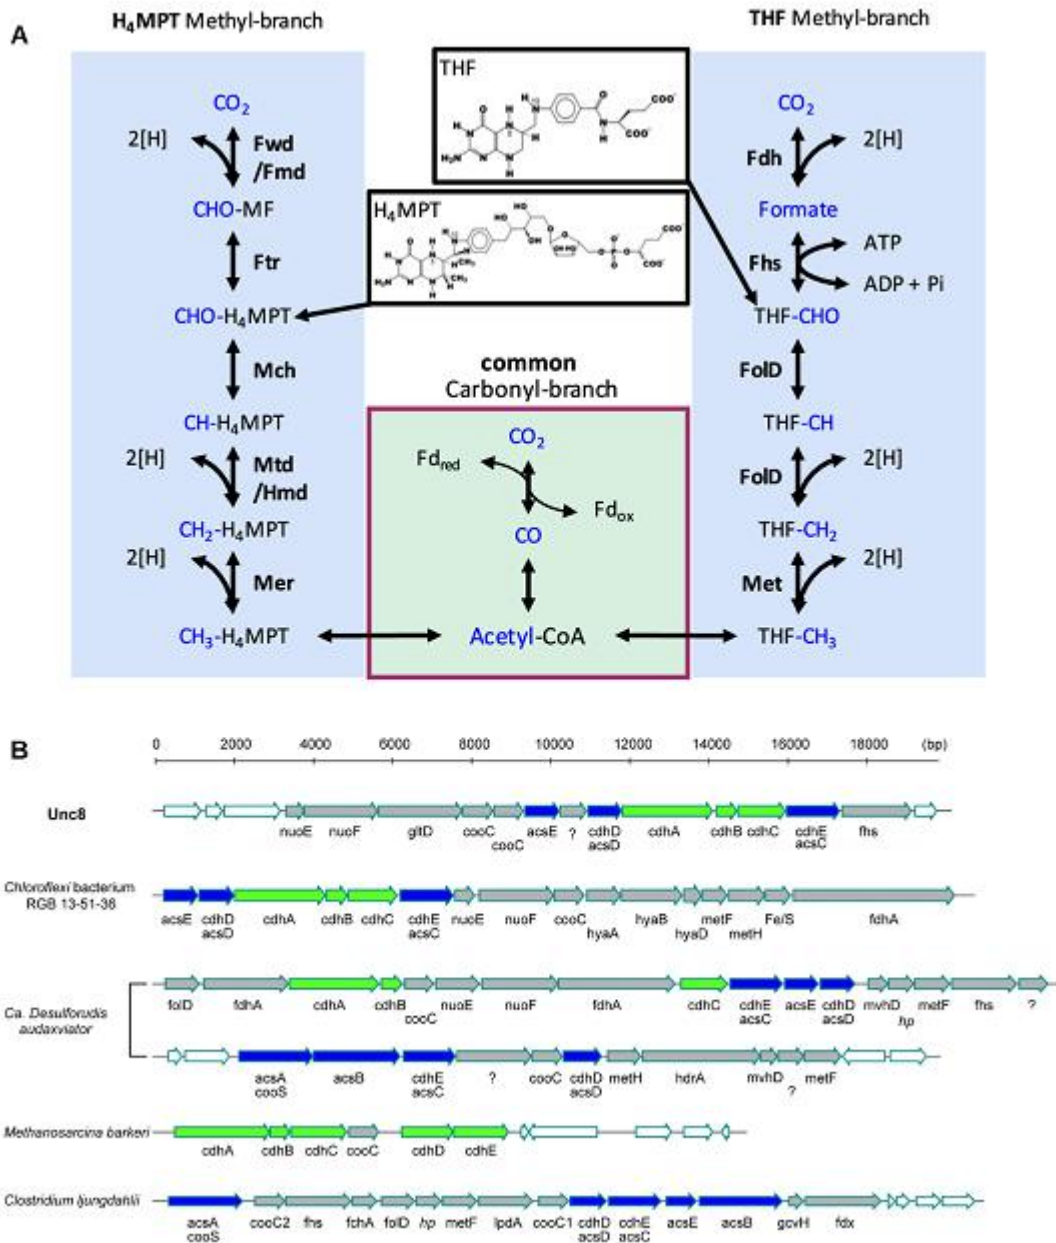 A
H4MPT Methyl-branch
THF Methyl-branch
THF
H4MPT
CO2
2[H]
Fwd
/Fmd
CHO-MF
Ftr
CHO-H4MPT
Mch
CH-H4MPT
2[H]
Mtd
/Hmd
CH2-H4MPT
2[H]
Mer
CH3-H4MPT
common
Carbonyl-branch
CO2
Fdred
Fdox
CO
Acetyl-CoA
CO2
Fdh
2[H]
Formate
ATP
Fhs
ADP + Pi
THF-CHO
FolD
THF-CH
FolD
2[H]
THF-CH2
Met
2[H]
THF-CH3
B
0 2000 4000 6000 8000 10000 12000 14000 16000 18000 (bp)
Unc8
nuoE nuoF gltD cooC cooC acsE ? cdhD acsD cdhA cdhB cdhC cdhE acsC fhs
Chloroflexi bacterium
RGB 13-51-36
acsE cdhD acsD cdhA cdhB cdhC cdhE acsC nuoE nuoF cooC hyaA hyaB hyaD metF metH Fe/S fdhA
Ca. Desulforudis
audaxviator
folD fdhA cdhA cdhB cooC nuoE nuoF fdhA cdhC cdhE acsC acsE cdhD acsD mvhD hp metF fhs ?
acsA cooS acsB cdhE acsC ? cooC cdhD acsD metH hdrA mvhD ? metF
Methanosarcina barkeri
cdhA cdhB cdhC cooC cdhD cdhE
Clostridium ljungdahlii
acsA cooS cooC2 fhs fchA folD hp metF lpdA cooC1 cdhD acsD cdhE acsC acsE acsB gcvH fdx